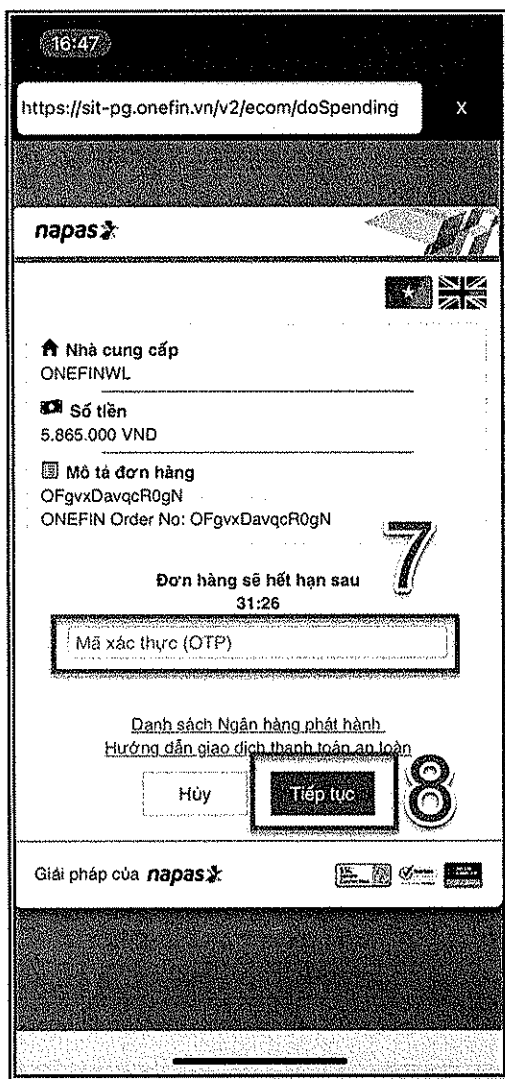 16:47
https://sit-pg.onefin.vn/v2/ecom/doSpending X
napas
Nhà cung cấp
ONEFINWL
Số tiền
5.865.000 VND
Mô tả đơn hàng
OFgvxDavqcR0gN
ONEFIN Order No: OFgvxDavqcR0gN
7
Đơn hàng sẽ hết hạn sau
31:26
Mã xác thực (OTP)
Danh sách Ngân hàng phát hành
Hướng dẫn giao dịch thanh toán an toàn
Hủy Tiếp tục 8
Giải pháp của napas